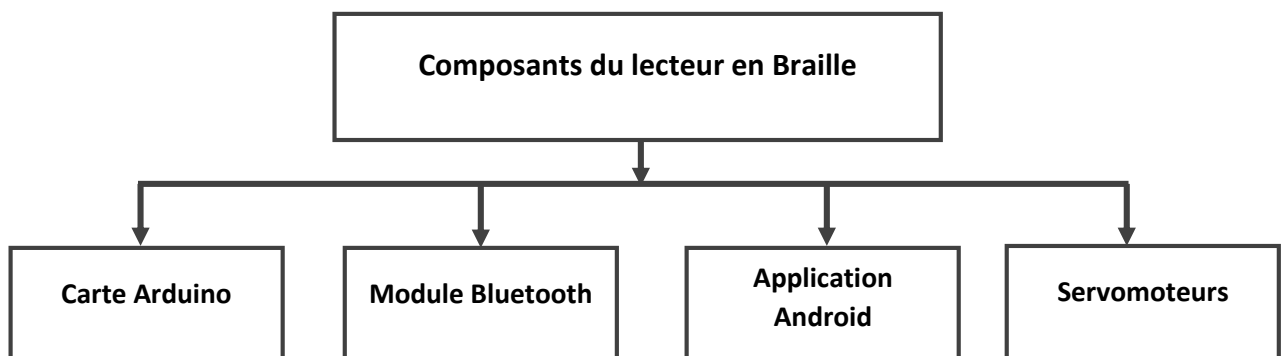 Composants du lecteur en Braille
Carte Arduino
Module Bluetooth
Application
Android
Servomoteurs